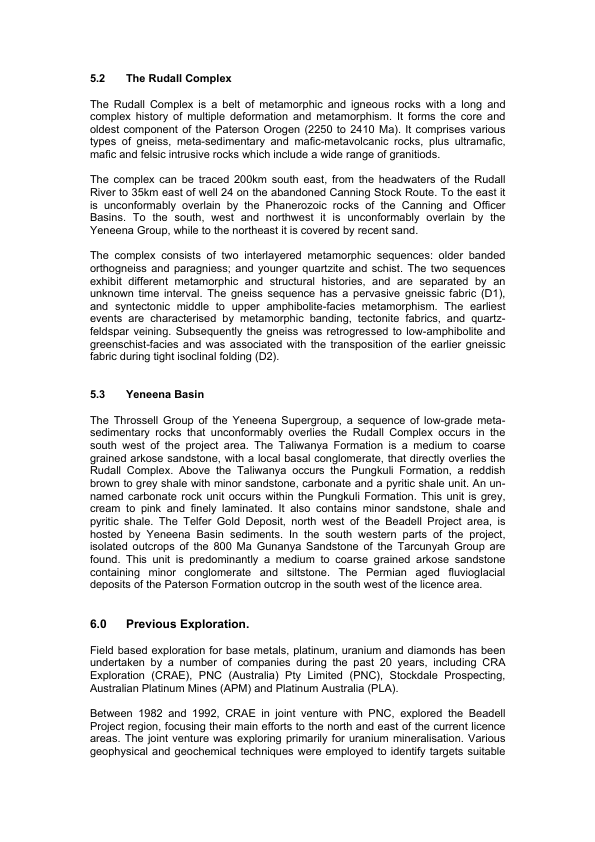 5.2 The Rudall Complex
The Rudall Complex is a belt of metamorphic and igneous rocks with a long and
complex history of multiple deformation and metamorphism. It forms the core and
oldest component of the Paterson Orogen (2250 to 2410 Ma). It comprises various
types of gneiss, meta-sedimentary and mafic-metavolcanic rocks, plus ultramafic,
mafic and felsic intrusive rocks which include a wide range of granitiods.
The complex can be traced 200km south east, from the headwaters of the Rudall
River to 35km east of well 24 on the abandoned Canning Stock Route. To the east it
is unconformably overlain by the Phanerozoic rocks of the Canning and Officer
Basins. To the south, west and northwest it is unconformably overlain by the
Yeneena Group, while to the northeast it is covered by recent sand.
The complex consists of two interlayered metamorphic sequences: older banded
orthogneiss and paragniess; and younger quartzite and schist. The two sequences
exhibit different metamorphic and structural histories, and are separated by an
unknown time interval. The gneiss sequence has a pervasive gneissic fabric (D1),
and syntectonic middle to upper amphibolite-facies metamorphism. The earliest
events are characterised by metamorphic banding, tectonite fabrics, and quartz-
feldspar veining. Subsequently the gneiss was retrogressed to low-amphibolite and
greenschist-facies and was associated with the transposition of the earlier gneissic
fabric during tight isoclinal folding (D2).
5.3 Yeneena Basin
The Throssell Group of the Yeneena Supergroup, a sequence of low-grade meta-
sedimentary rocks that unconformably overlies the Rudall Complex occurs in the
south west of the project area. The Taliwanya Formation is a medium to coarse
grained arkose sandstone, with a local basal conglomerate, that directly overlies the
Rudall Complex. Above the Taliwanya occurs the Pungkuli Formation, a reddish
brown to grey shale with minor sandstone, carbonate and a pyritic shale unit. An un-
named carbonate rock unit occurs within the Pungkuli Formation. This unit is grey,
cream to pink and finely laminated. It also contains minor sandstone, shale and
pyritic shale. The Telfer Gold Deposit, north west of the Beadell Project area, is
hosted by Yeneena Basin sediments. In the south western parts of the project,
isolated outcrops of the 800 Ma Gunanya Sandstone of the Tarcunyah Group are
found. This unit is predominantly a medium to coarse grained arkose sandstone
containing minor conglomerate and siltstone. The Permian aged fluvioglacial
deposits of the Paterson Formation outcrop in the south west of the licence area.
6.0 Previous Exploration.
Field based exploration for base metals, platinum, uranium and diamonds has been
undertaken by a number of companies during the past 20 years, including CRA
Exploration (CRAE), PNC (Australia) Pty Limited (PNC), Stockdale Prospecting,
Australian Platinum Mines (APM) and Platinum Australia (PLA).
Between 1982 and 1992, CRAE in joint venture with PNC, explored the Beadell
Project region, focusing their main efforts to the north and east of the current licence
areas. The joint venture was exploring primarily for uranium mineralisation. Various
geophysical and geochemical techniques were employed to identify targets suitable